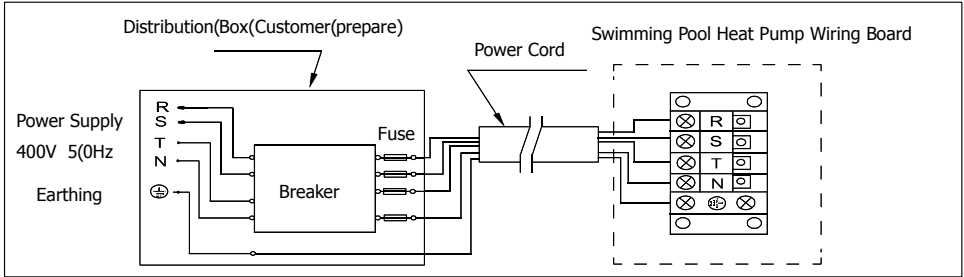 Distribution(Box(Customer(prepare)
Power Cord
Swimming Pool Heat Pump Wiring Board
Power Supply
400V 5(0Hz
Earthing
R
S
T
N
Breaker
Fuse
R
S
T
N